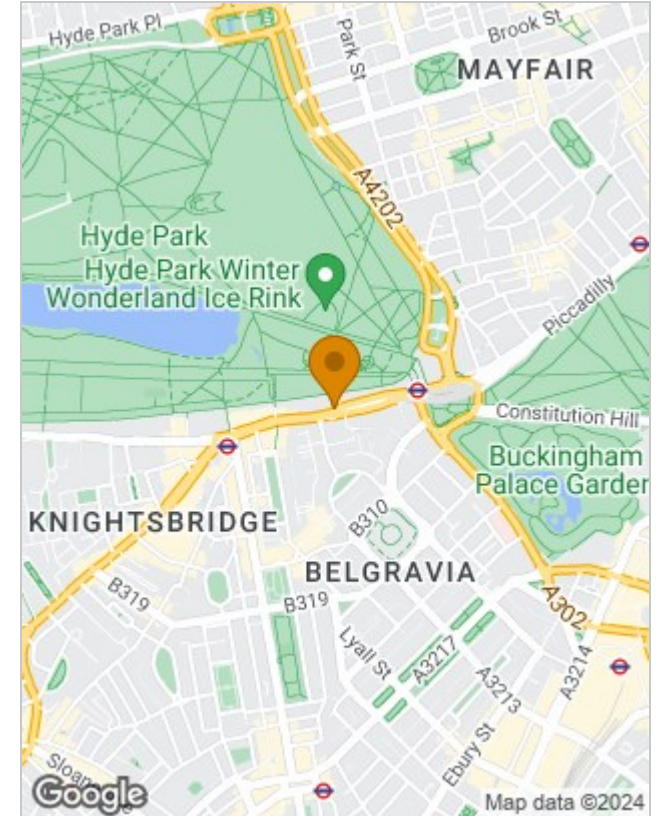 Hyde Park Pl
Park St
Brook St
MAYFAIR
A4202
Hyde Park
Hyde Park Winter
Wonderland Ice Rink
Piccadilly
Constitution Hill
Buckingham
Palace Garden
KNIGHTSBRIDGE
B310
BELGRAVIA
B319
B319
4302
Lyall St
A3217
A3214
A3213
Ebury St
Sloane
Google
Map data ©2024